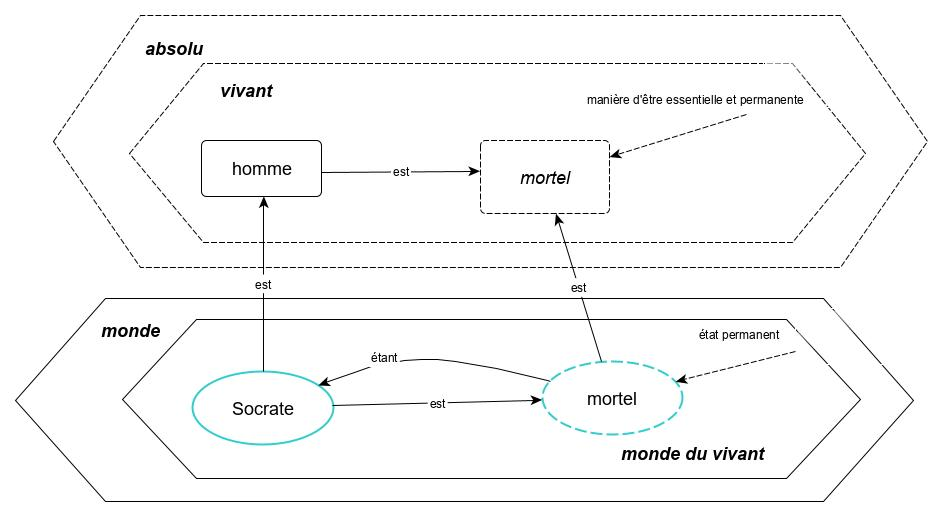 absolu
vivant
manière d'être essentielle et permanente
homme
est
mortel
est
est
monde
état permanent
étant
Socrate
est
mortel
monde du vivant